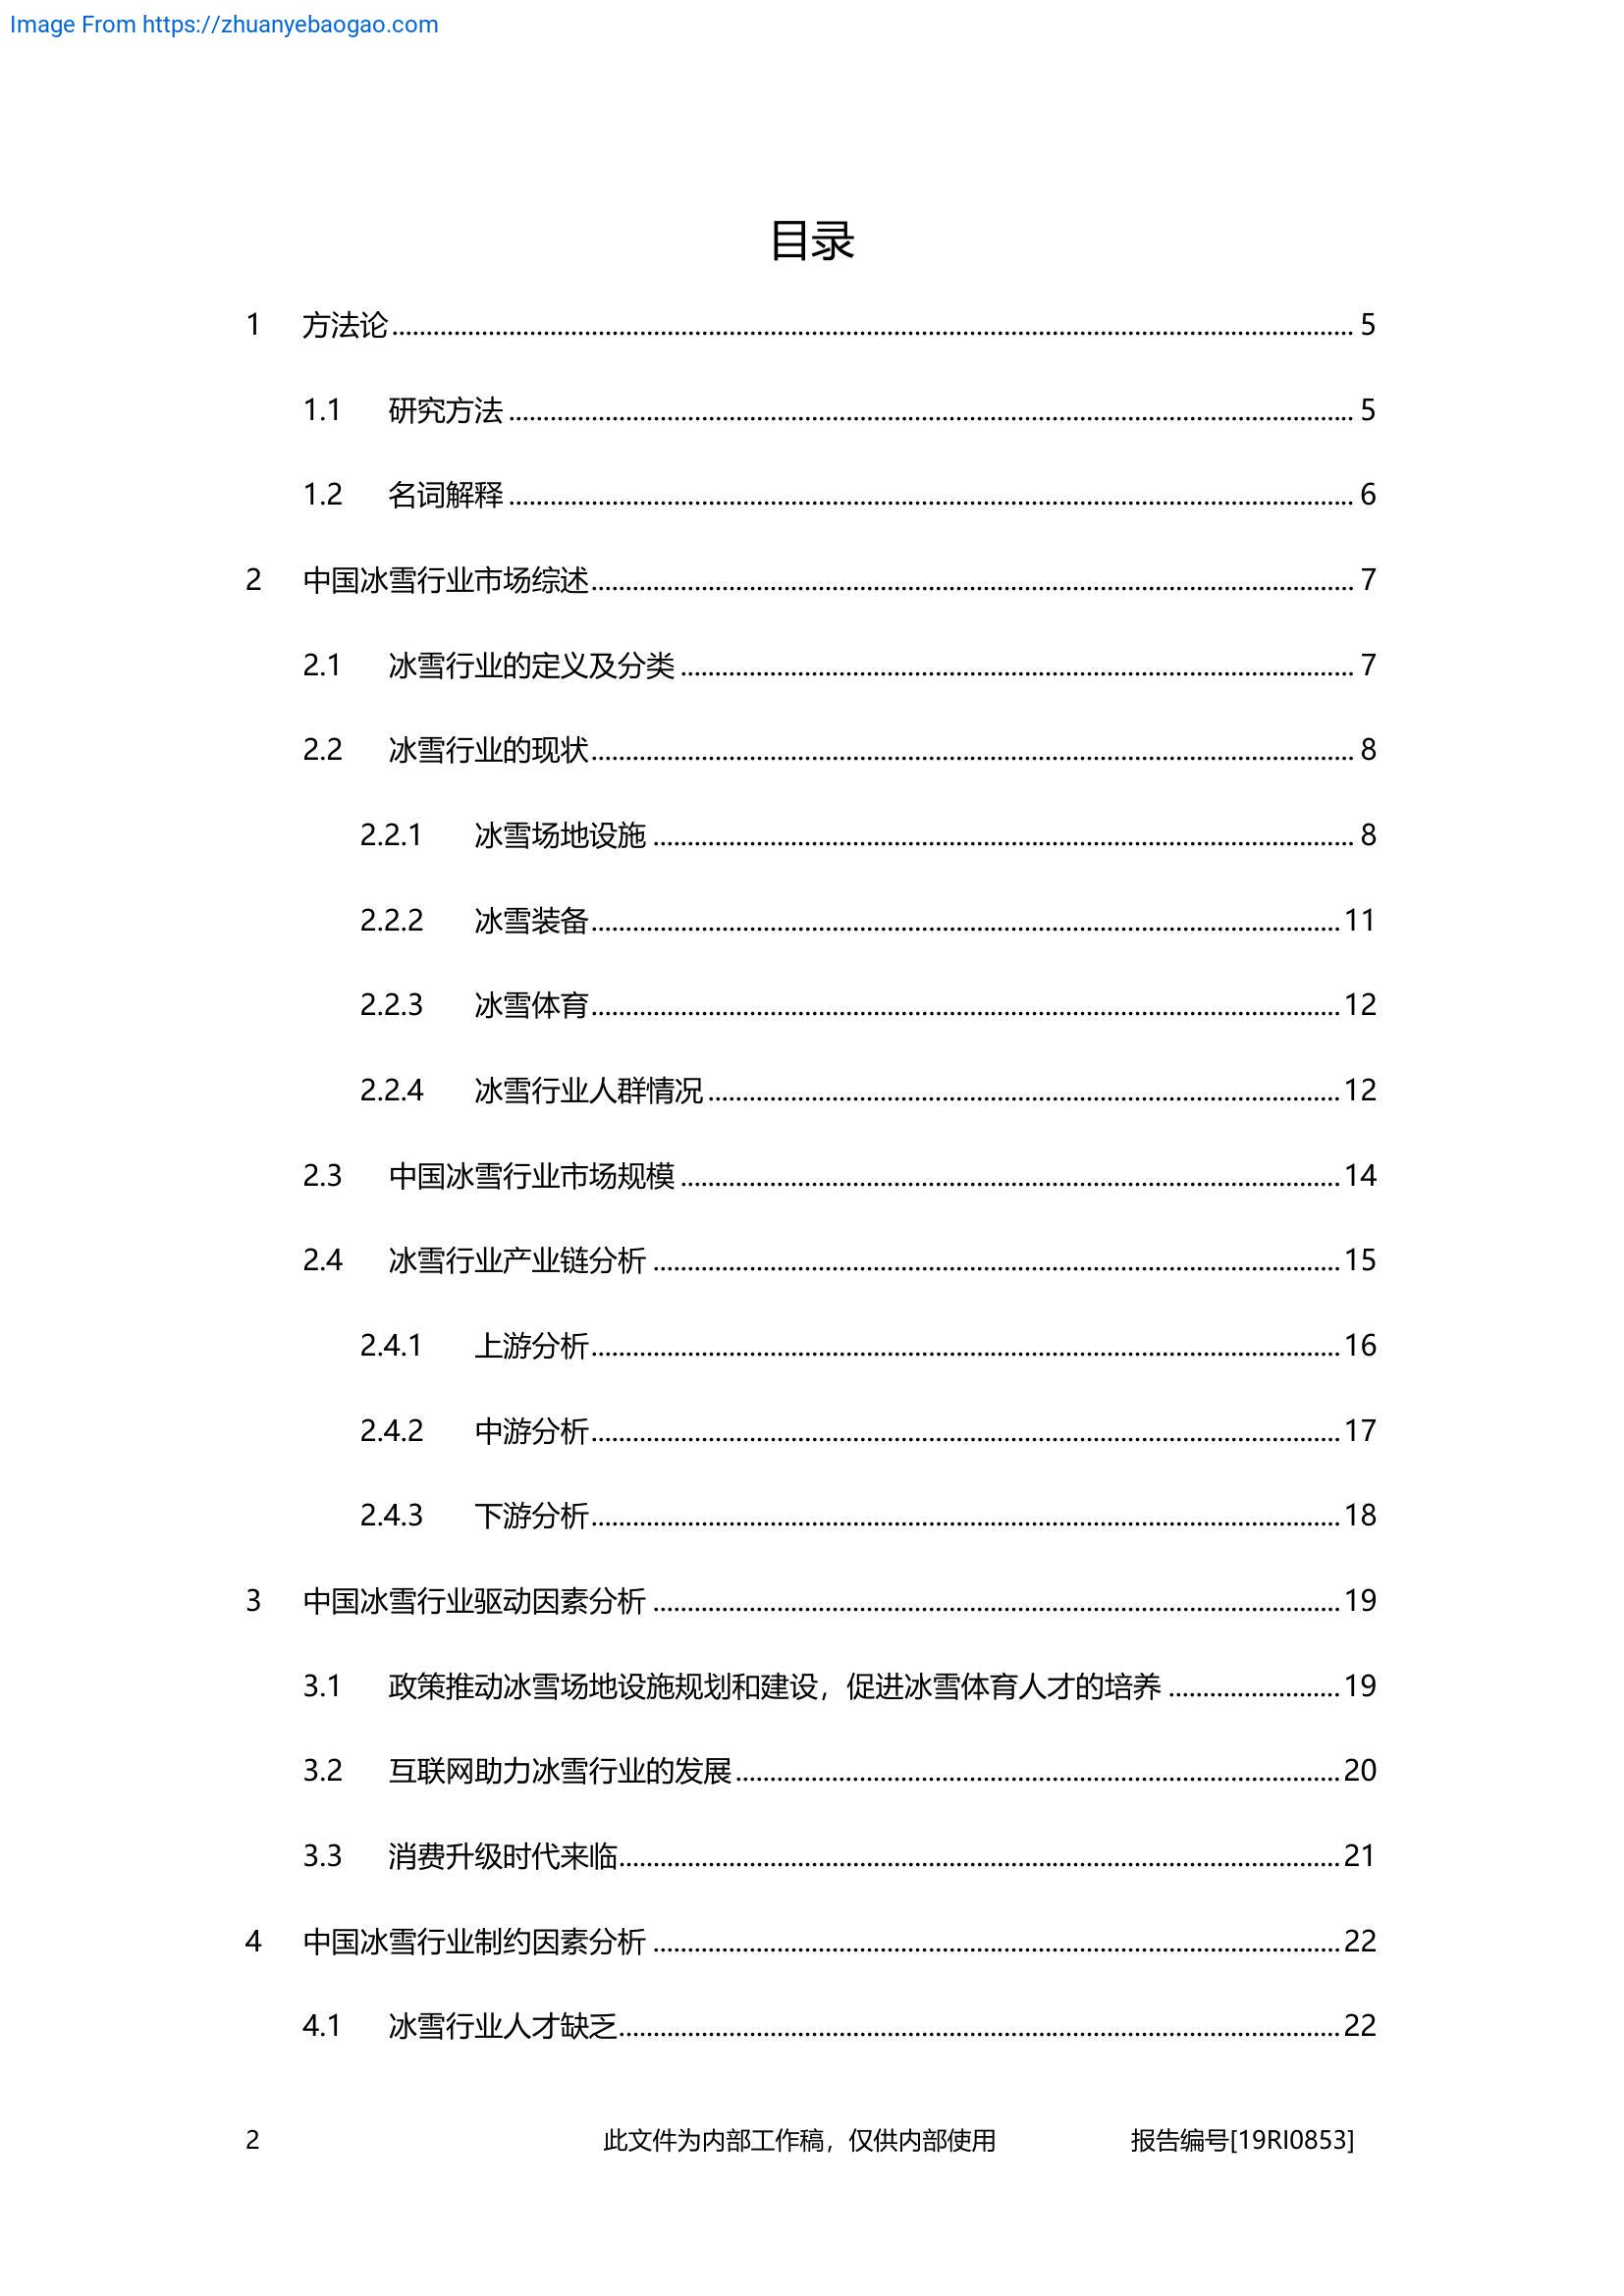 Image From https://zhuanyebaogao.com
目录
1 方法论 5
1.1 研究方法 5
1.2 名词解释 6
2 中国冰雪行业市场综述 7
2.1 冰雪行业的定义及分类 7
2.2 冰雪行业的现状 8
2.2.1 冰雪场地设施 8
2.2.2 冰雪装备 11
2.2.3 冰雪体育 12
2.2.4 冰雪行业人群情况 12
2.3 中国冰雪行业市场规模 14
2.4 冰雪行业产业链分析 15
2.4.1 上游分析 16
2.4.2 中游分析 17
2.4.3 下游分析 18
3 中国冰雪行业驱动因素分析 19
3.1 政策推动冰雪场地设施规划和建设，促进冰雪体育人才的培养 19
3.2 互联网助力冰雪行业的发展 20
3.3 消费升级时代来临 21
4 中国冰雪行业制约因素分析 22
4.1 冰雪行业人才缺乏 22
2 此文件为内部工作稿，仅供内部使用 报告编号[19RI0853]